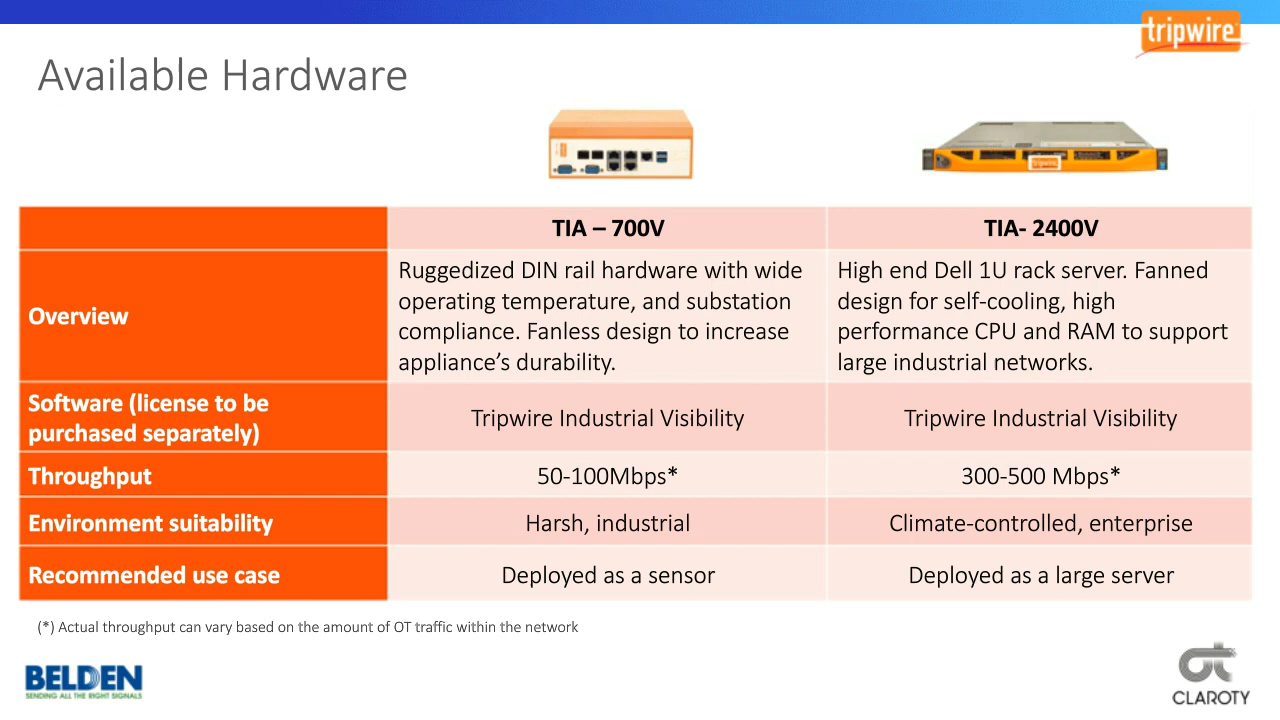 tripwire
Available Hardware
tripwire
TIA – 700V
TIA- 2400V
Overview
Ruggedized DIN rail hardware with wide
operating temperature, and substation
compliance. Fanless design to increase
appliance’s durability.
High end Dell 1U rack server. Fanned
design for self-cooling, high
performance CPU and RAM to support
large industrial networks.
Software (license to be
purchased separately)
Tripwire Industrial Visibility
Tripwire Industrial Visibility
Throughput
50-100Mbps*
300-500 Mbps*
Environment suitability
Harsh, industrial
Climate-controlled, enterprise
Recommended use case
Deployed as a sensor
Deployed as a large server
(*) Actual throughput can vary based on the amount of OT traffic within the network
BELDEN
SENDING ALL THE RIGHT SIGNALS
CLAROTY